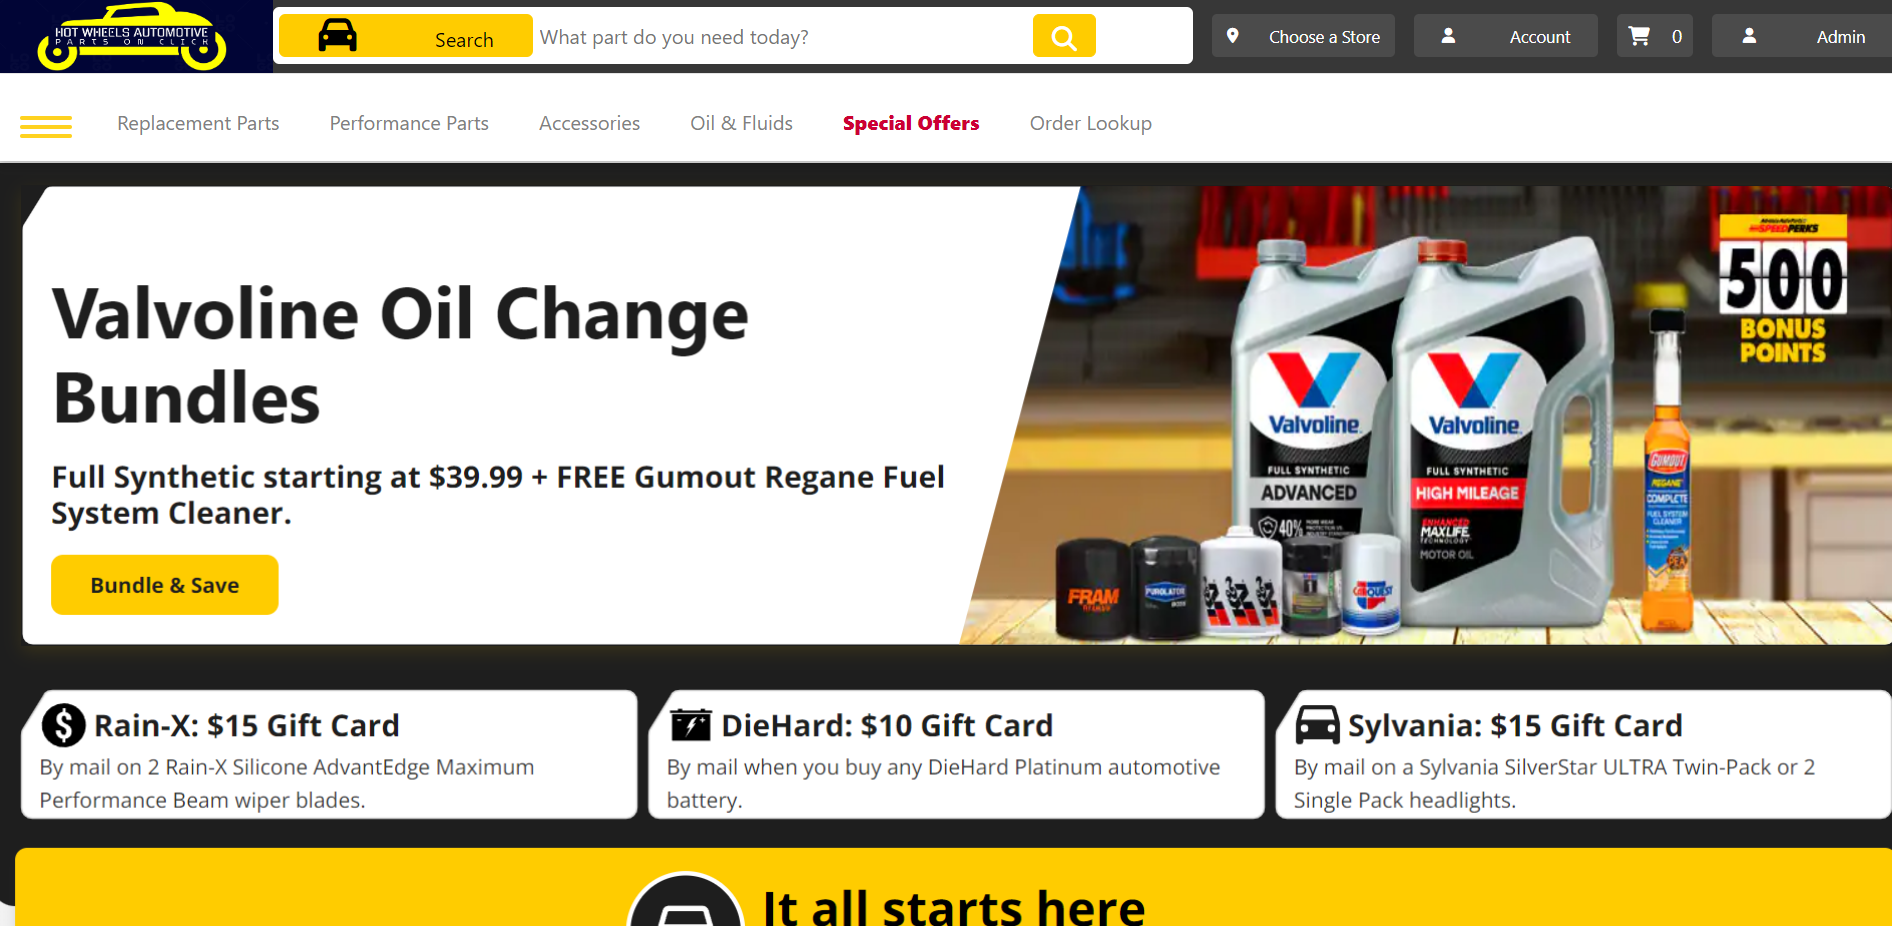 HOT WHEELS AUTOMOTIVE
PARTS ON CLICK
Search
What part do you need today?
Choose a Store
Account
0
Admin
Replacement Parts
Performance Parts
Accessories
Oil & Fluids
Special Offers
Order Lookup
Valvoline Oil Change
Bundles
Full Synthetic starting at $39.99 + FREE Gumout Regane Fuel
System Cleaner.
Bundle & Save
SPEEDPERKS
500
BONUS
POINTS
Valvoline
FULL SYNTHETIC
ADVANCED
40%
Valvoline
FULL SYNTHETIC
HIGH MILEAGE
ENHANCED
MAXLIFE
TECHNOLOGY
MOTOR OIL
GUMOUT
REGANE
COMPLETE
FUEL SYSTEM
CLEANER
FRAM
PUROLATOR
CARQUEST
Rain-X: $15 Gift Card
By mail on 2 Rain-X Silicone AdvantEdge Maximum
Performance Beam wiper blades.
DieHard: $10 Gift Card
By mail when you buy any DieHard Platinum automotive
battery.
Sylvania: $15 Gift Card
By mail on a Sylvania SilverStar ULTRA Twin-Pack or 2
Single Pack headlights.
It all starts here